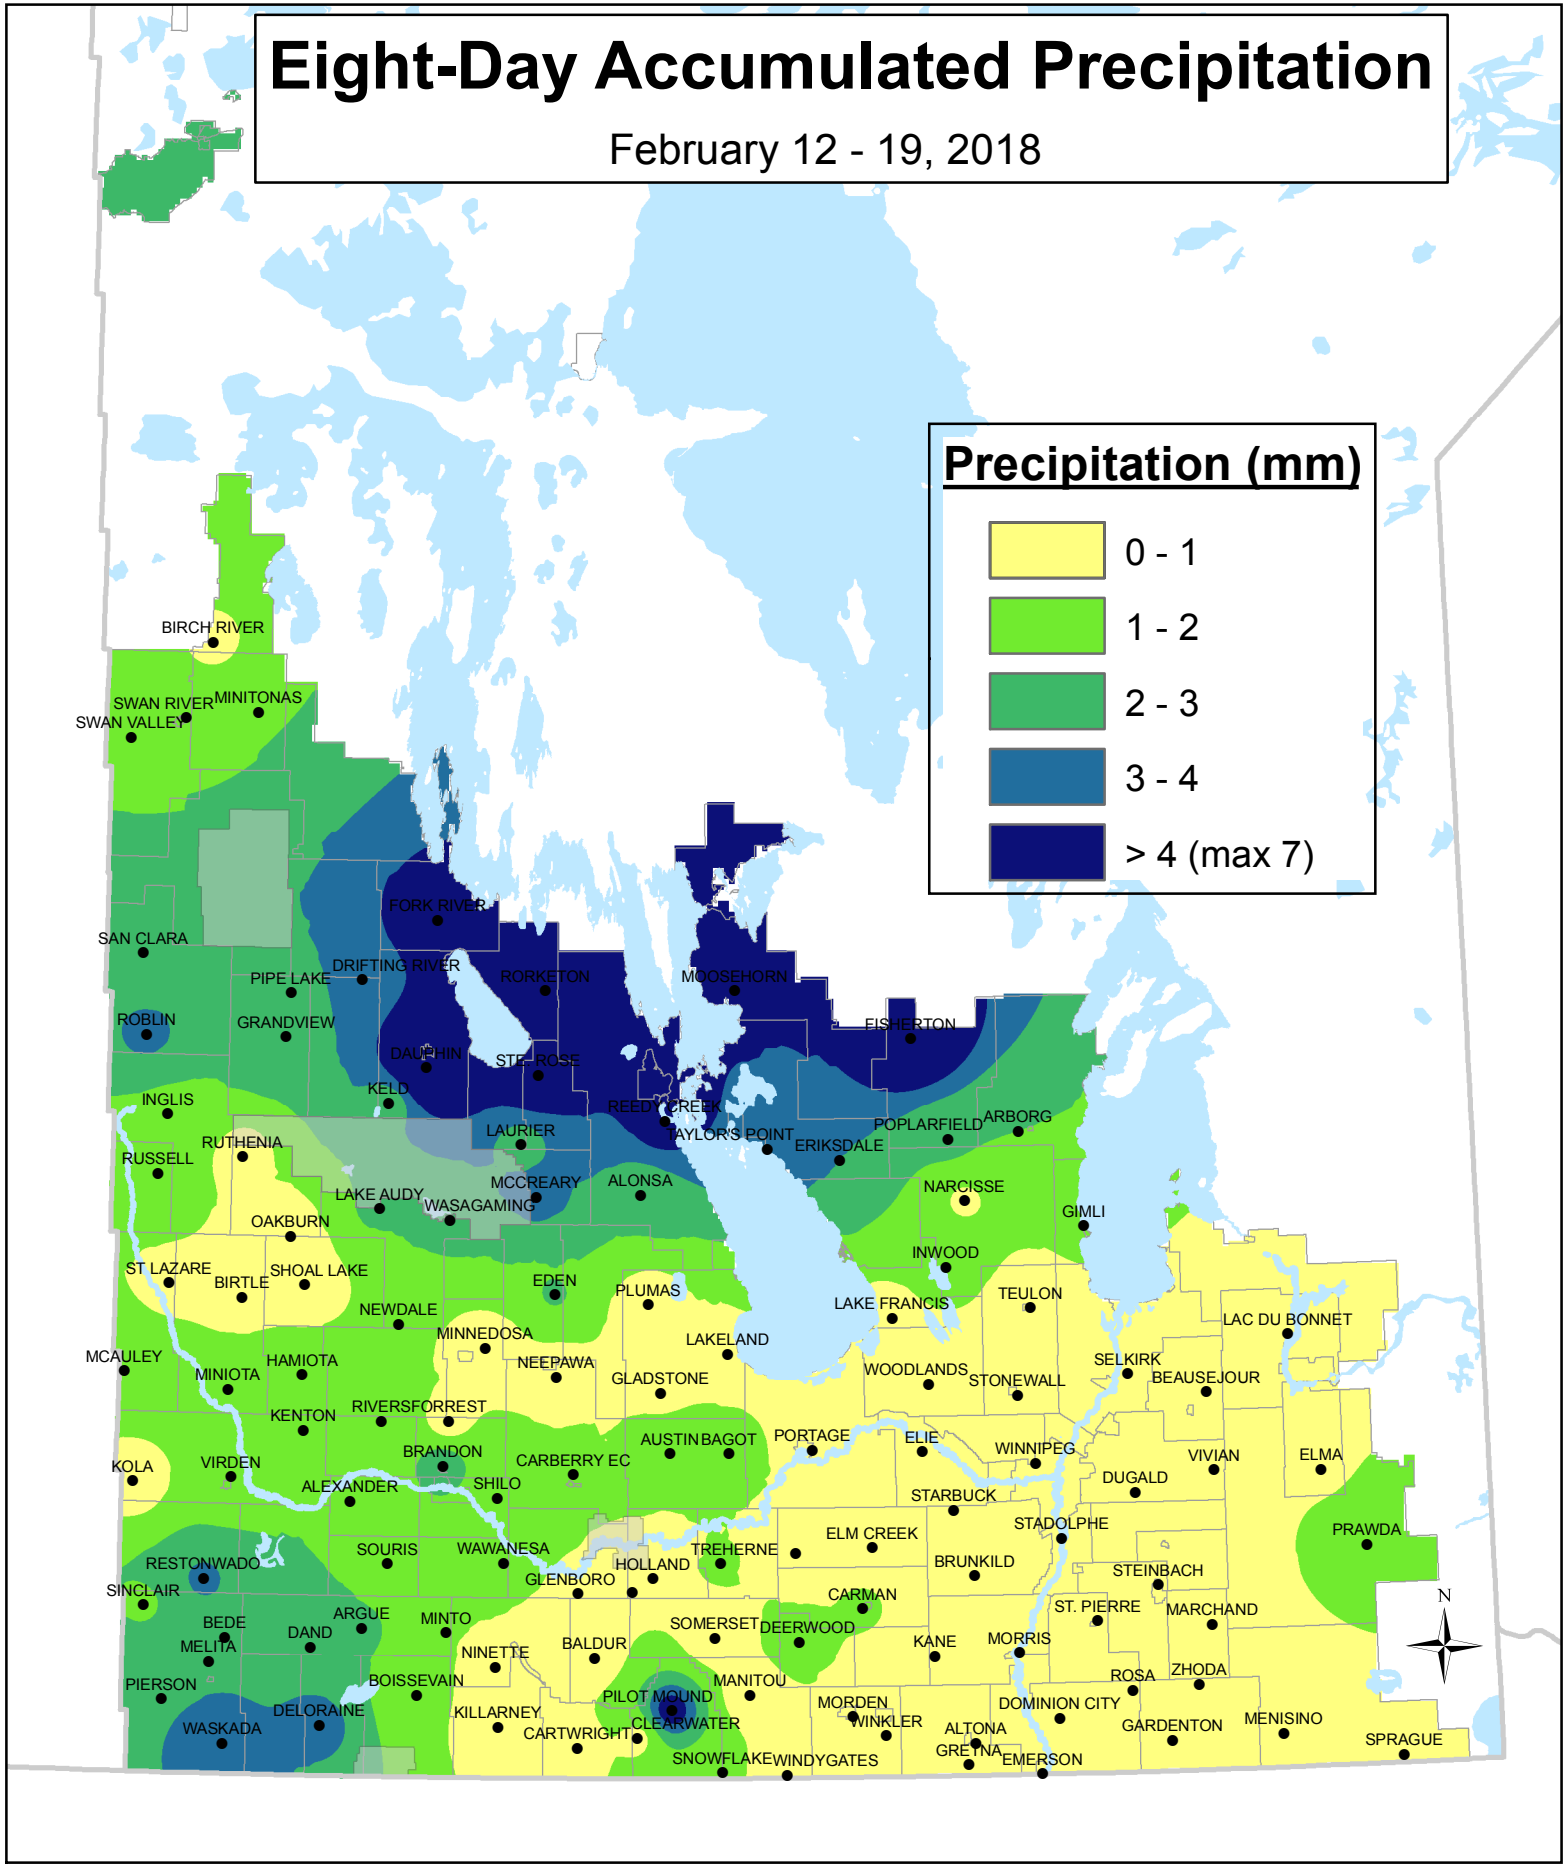 Eight-Day Accumulated Precipitation
February 12 - 19, 2018
Precipitation (mm)
0 - 1
1 - 2
2 - 3
3 - 4
> 4 (max 7)
BIRCH RIVER
SWAN RIVER
MINITONAS
SWAN VALLEY
FORK RIVER
SAN CLARA
DRIFTING RIVER
PIPE LAKE
RORKETON
MOOSEHORN
ROBLIN
GRANDVIEW
FISHERTON
DAUPHIN
STE. ROSE
KELD
INGLIS
REEDY CREEK
LAURIER
TAYLOR'S POINT
ERIKSDALE
POPLARFIELD
ARBORG
RUTHENIA
RUSSELL
LAKE AUDY
WASAGAMING
MCCREARY
ALONSA
NARCISSE
GIMLI
OAKBURN
INWOOD
ST LAZARE
BIRTLE
SHOAL LAKE
EDEN
PLUMAS
LAKE FRANCIS
TEULON
NEWDALE
MINNEDOSA
LAKELAND
LAC DU BONNET
MCAULEY
HAMIOTA
NEEPAWA
MINIOTA
GLADSTONE
WOODLANDS
STONEWALL
SELKIRK
BEAUSEJOUR
KENTON
RIVERS
FORREST
BRANDON
CARBERRY EC
AUSTIN
BAGOT
PORTAGE
ELIE
WINNIPEG
VIVIAN
ELMA
KOLA
VIRDEN
ALEXANDER
SHILO
DUGALD
STARBUCK
STADOLPHE
PRAWDA
ELM CREEK
TREHERNE
SOURIS
WAWANESA
HOLLAND
BRUNKILD
STEINBACH
RESTON
WADO
GLENBORO
SINCLAIR
CARMAN
ST. PIERRE
MARCHAND
BEDE
ARGUE
MINTO
DAND
MELITA
SOMERSET
DEERWOOD
NINETTE
BALDUR
KANE
MORRIS
PIERSON
BOISSEVAIN
PILOT MOUND
MANITOU
ROSA
ZHODA
DELORAINE
WASKADA
KILLARNEY
CARTWRIGHT
CLEARWATER
MORDEN
WINKLER
DOMINION CITY
ALTONA
GARDENTON
MENISINO
SPRAGUE
SNOWFLAKE
WINDYGATES
GRETNA
EMERSON
N